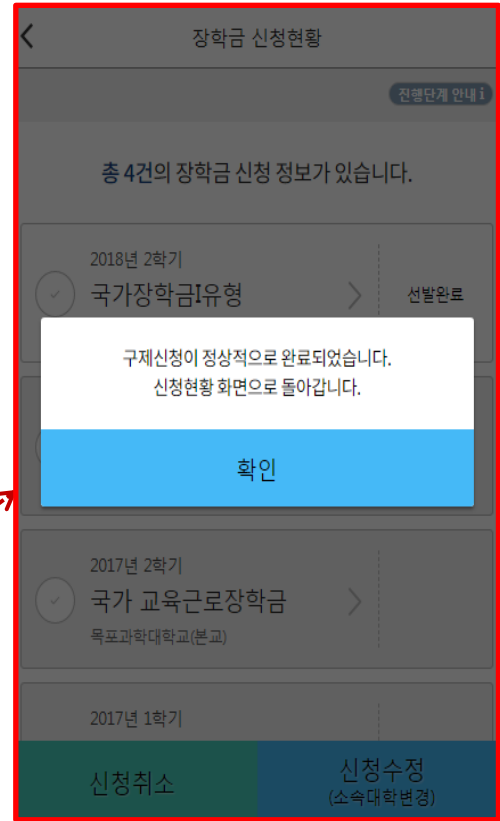 장학금 신청현황
진행단계 안내 i
총 4건의 장학금 신청 정보가 있습니다.
2018년 2학기
국가장학금I유형
선발완료
구제신청이 정상적으로 완료되었습니다.
신청현황 화면으로 돌아갑니다.
확인
2017년 2학기
국가 교육근로장학금
목포과학대학교(본교)
2017년 1학기
신청취소
신청수정
(소속대학변경)